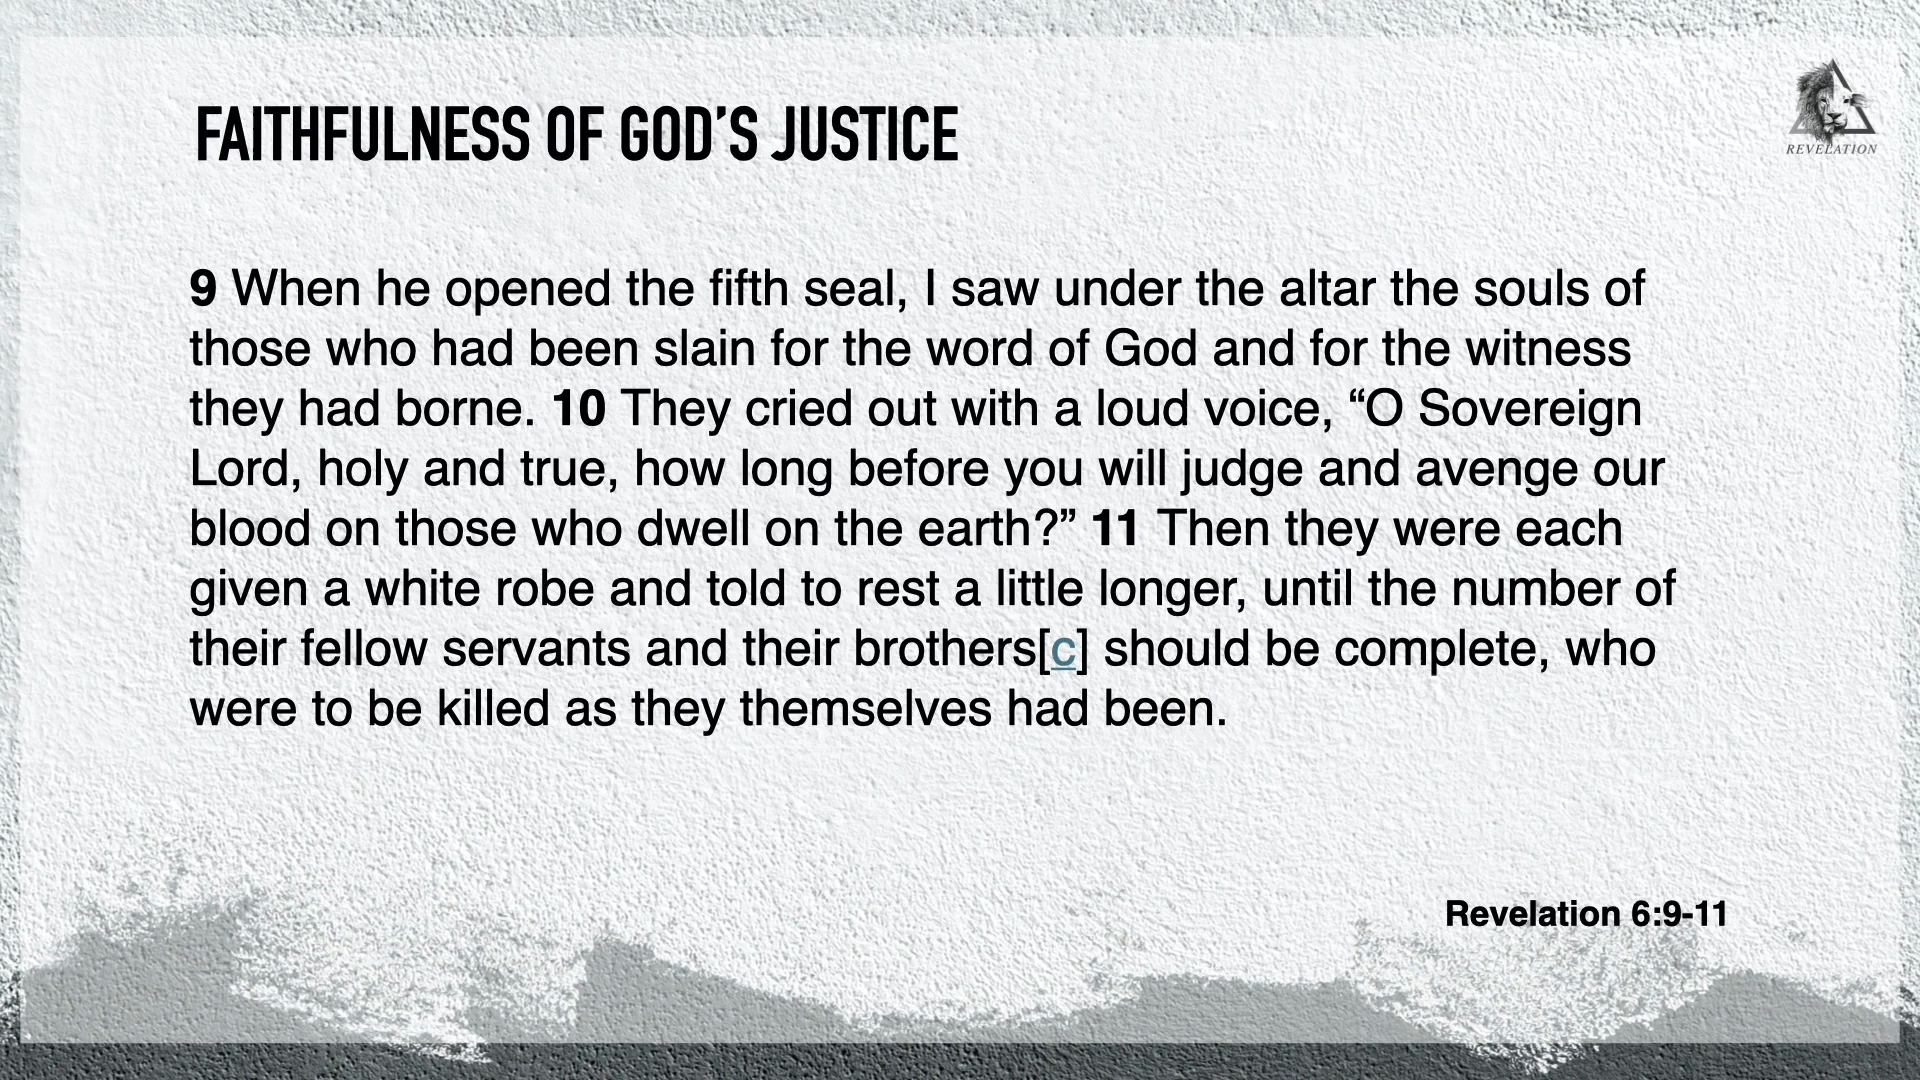 FAITHFULNESS OF GOD’S JUSTICE
REVELATION
9 When he opened the fifth seal, I saw under the altar the souls of
those who had been slain for the word of God and for the witness
they had borne. 10 They cried out with a loud voice, “O Sovereign
Lord, holy and true, how long before you will judge and avenge our
blood on those who dwell on the earth?” 11 Then they were each
given a white robe and told to rest a little longer, until the number of
their fellow servants and their brothers[c] should be complete, who
were to be killed as they themselves had been.
Revelation 6:9-11